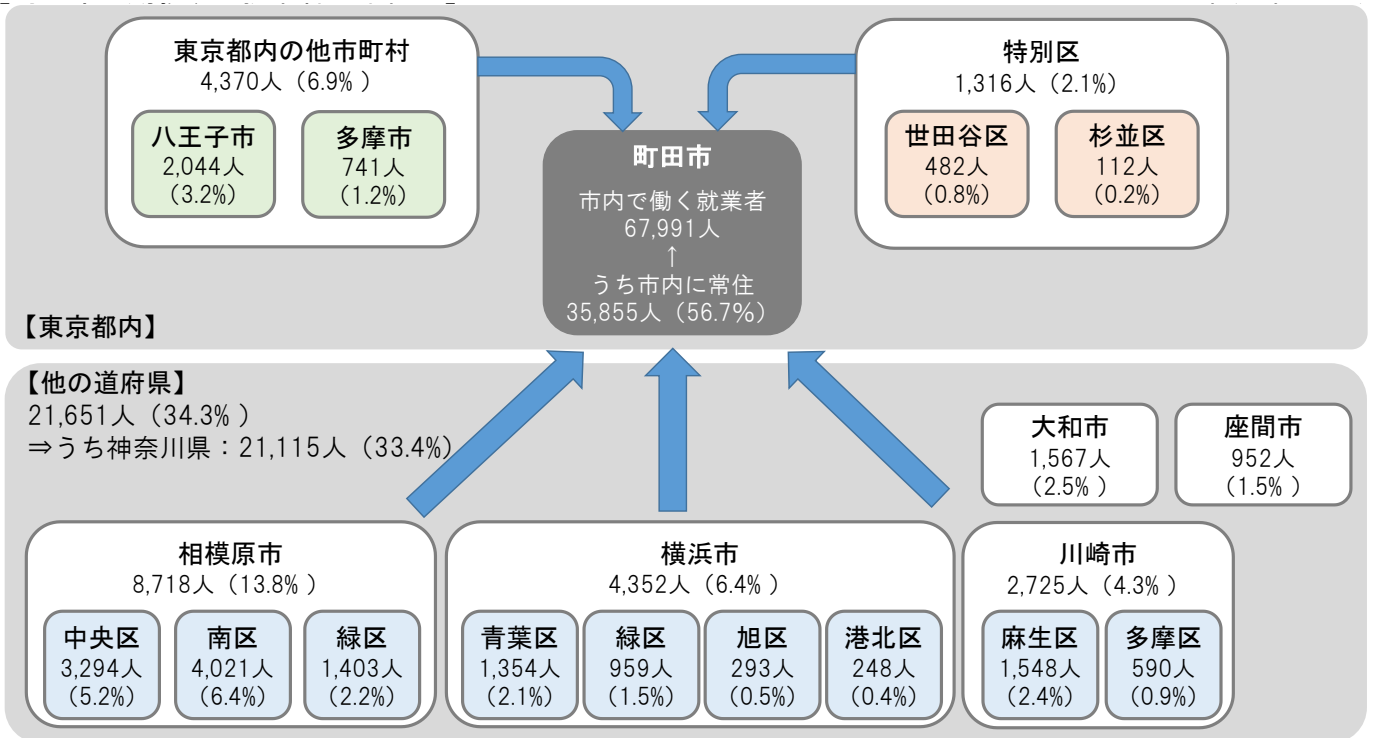 東京都内の他市町村
4,370人（6.9% ）
八王子市
2,044人
（3.2%）
多摩市
741人
（1.2%）
特別区
1,316人（2.1%）
世田谷区
482人
（0.8%）
杉並区
112人
（0.2%）
町田市
市内で働く就業者
67,991人
↑
うち市内に常住
35,855人（56.7%）
【東京都内】
【他の道府県】
21,651人（34.3% ）
⇒うち神奈川県：21,115人（33.4%）
大和市
1,567人
（2.5% ）
座間市
952人
（1.5% ）
相模原市
8,718人（13.8% ）
中央区
3,294人
（5.2%）
南区
4,021人
（6.4%）
緑区
1,403人
（2.2%）
横浜市
4,352人（6.4% ）
青葉区
1,354人
（2.1%）
緑区
959人
（1.5%）
旭区
293人
（0.5%）
港北区
248人
（0.4%）
川崎市
2,725人（4.3% ）
麻生区
1,548人
（2.4%）
多摩区
590人
（0.9%）